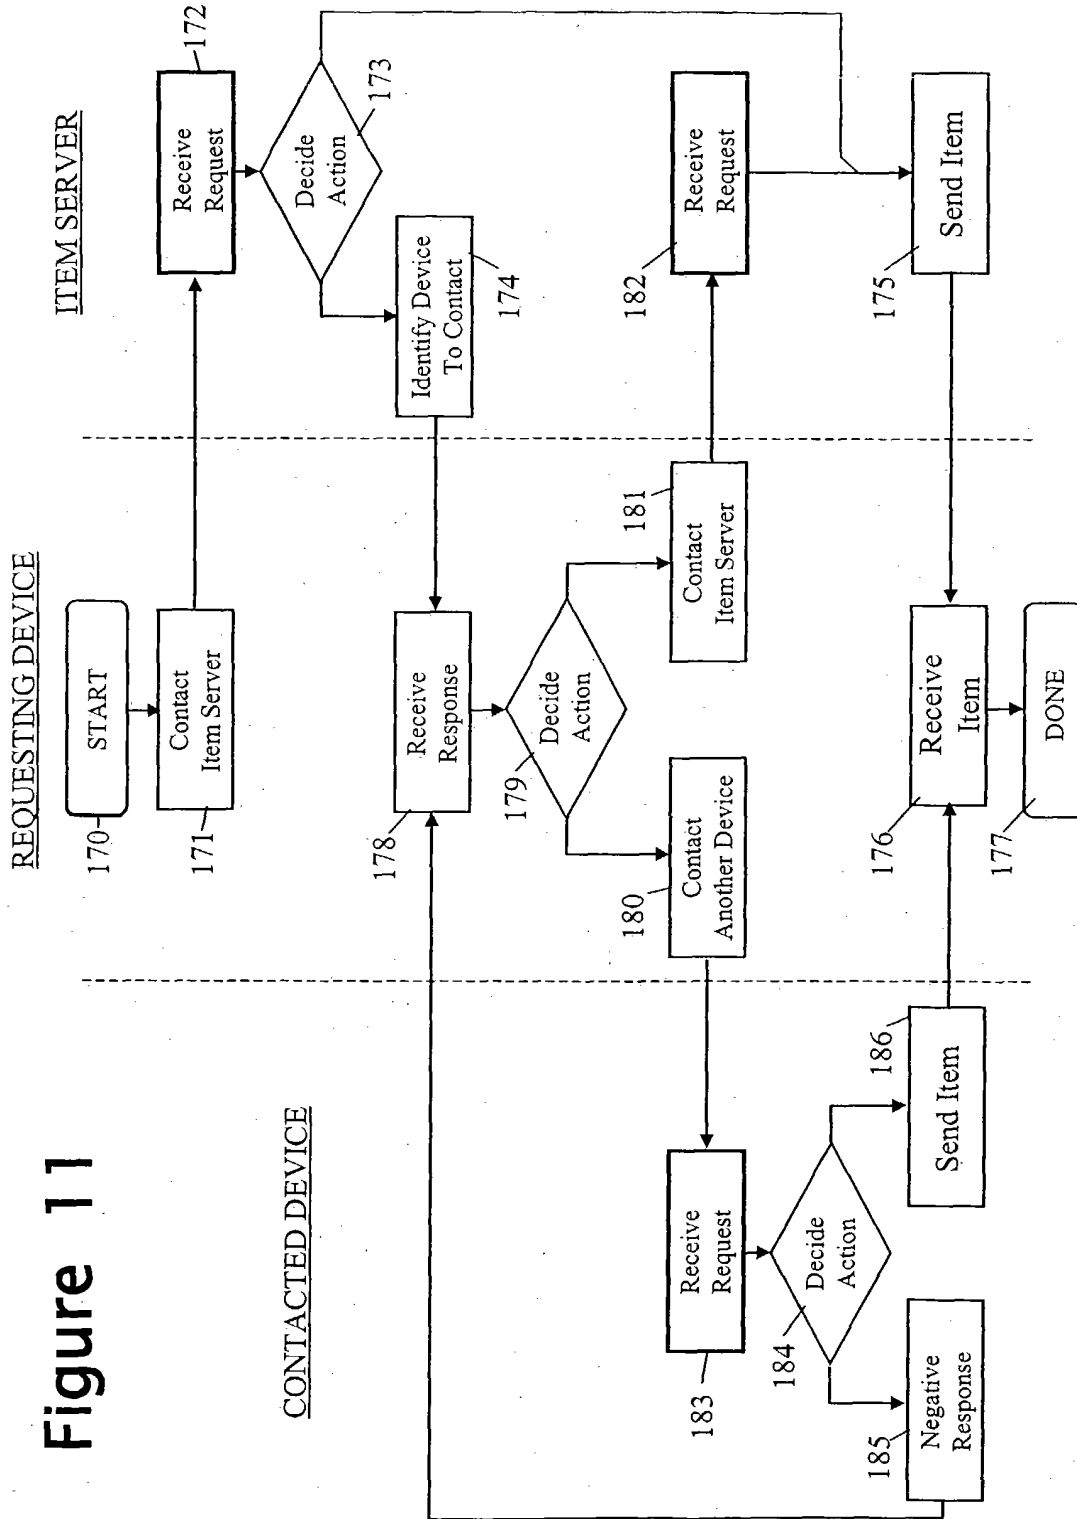 Figure 11
CONTACTED DEVICE
REQUESTING DEVICE
ITEM SERVER
START
170
Contact
Item Server
171
Receive
Request
172
Decide
Action
173
Identify Device
To Contact
174
Receive
Response
178
Decide
Action
179
Contact
Another Device
180
Contact
Item Server
181
Receive
Request
182
Receive
Request
183
Decide
Action
184
Negative
Response
185
Send Item
186
Send Item
175
Receive
Item
176
DONE
177